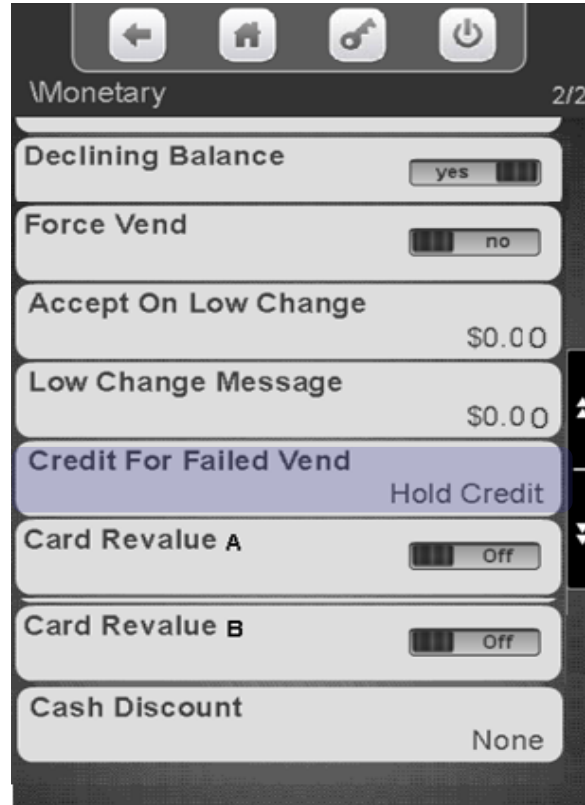 \Monetary 2/2
Declining Balance
yes
Force Vend
no
Accept On Low Change
$0.00
Low Change Message
$0.00
Credit For Failed Vend
Hold Credit
Card Revalue A
Off
Card Revalue B
Off
Cash Discount
None